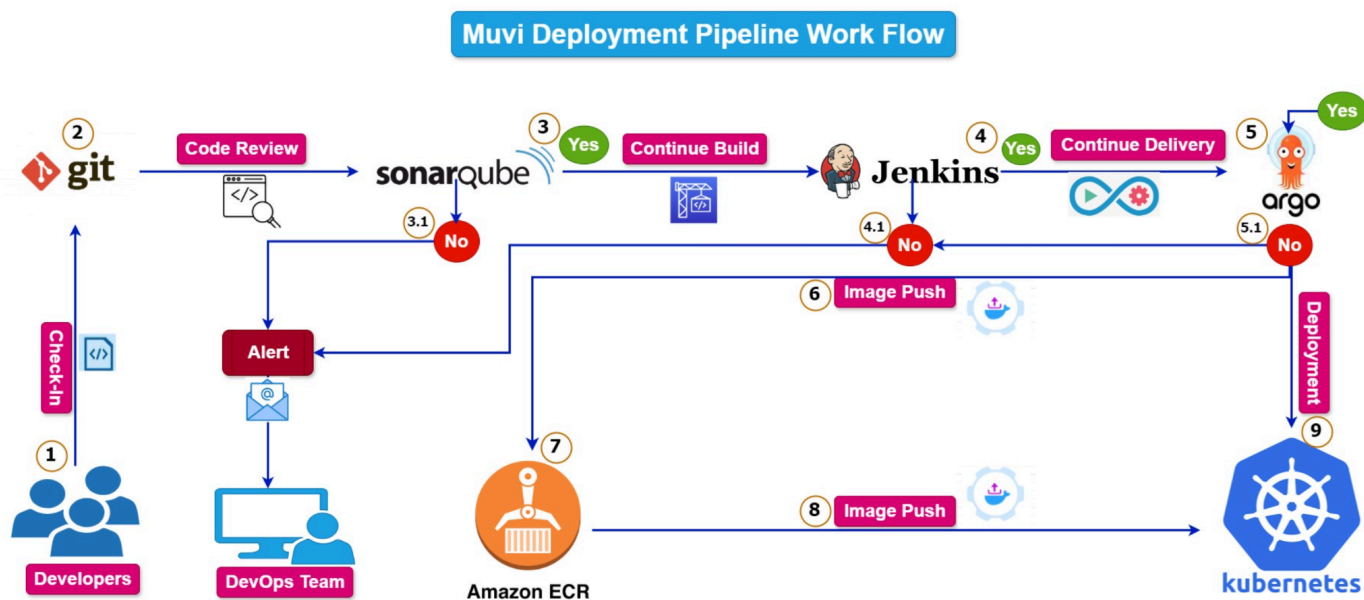 Muvi Deployment Pipeline Work Flow
2
git
Code Review
sonarqube
3
Yes
Continue Build
Jenkins
4
Yes
Continue Delivery
5
Yes
argo
3.1
No
4.1
No
5.1
No
6
Image Push
Check-In
Alert
Deployment
1
Developers
DevOps Team
7
Amazon ECR
8
Image Push
9
kubernetes